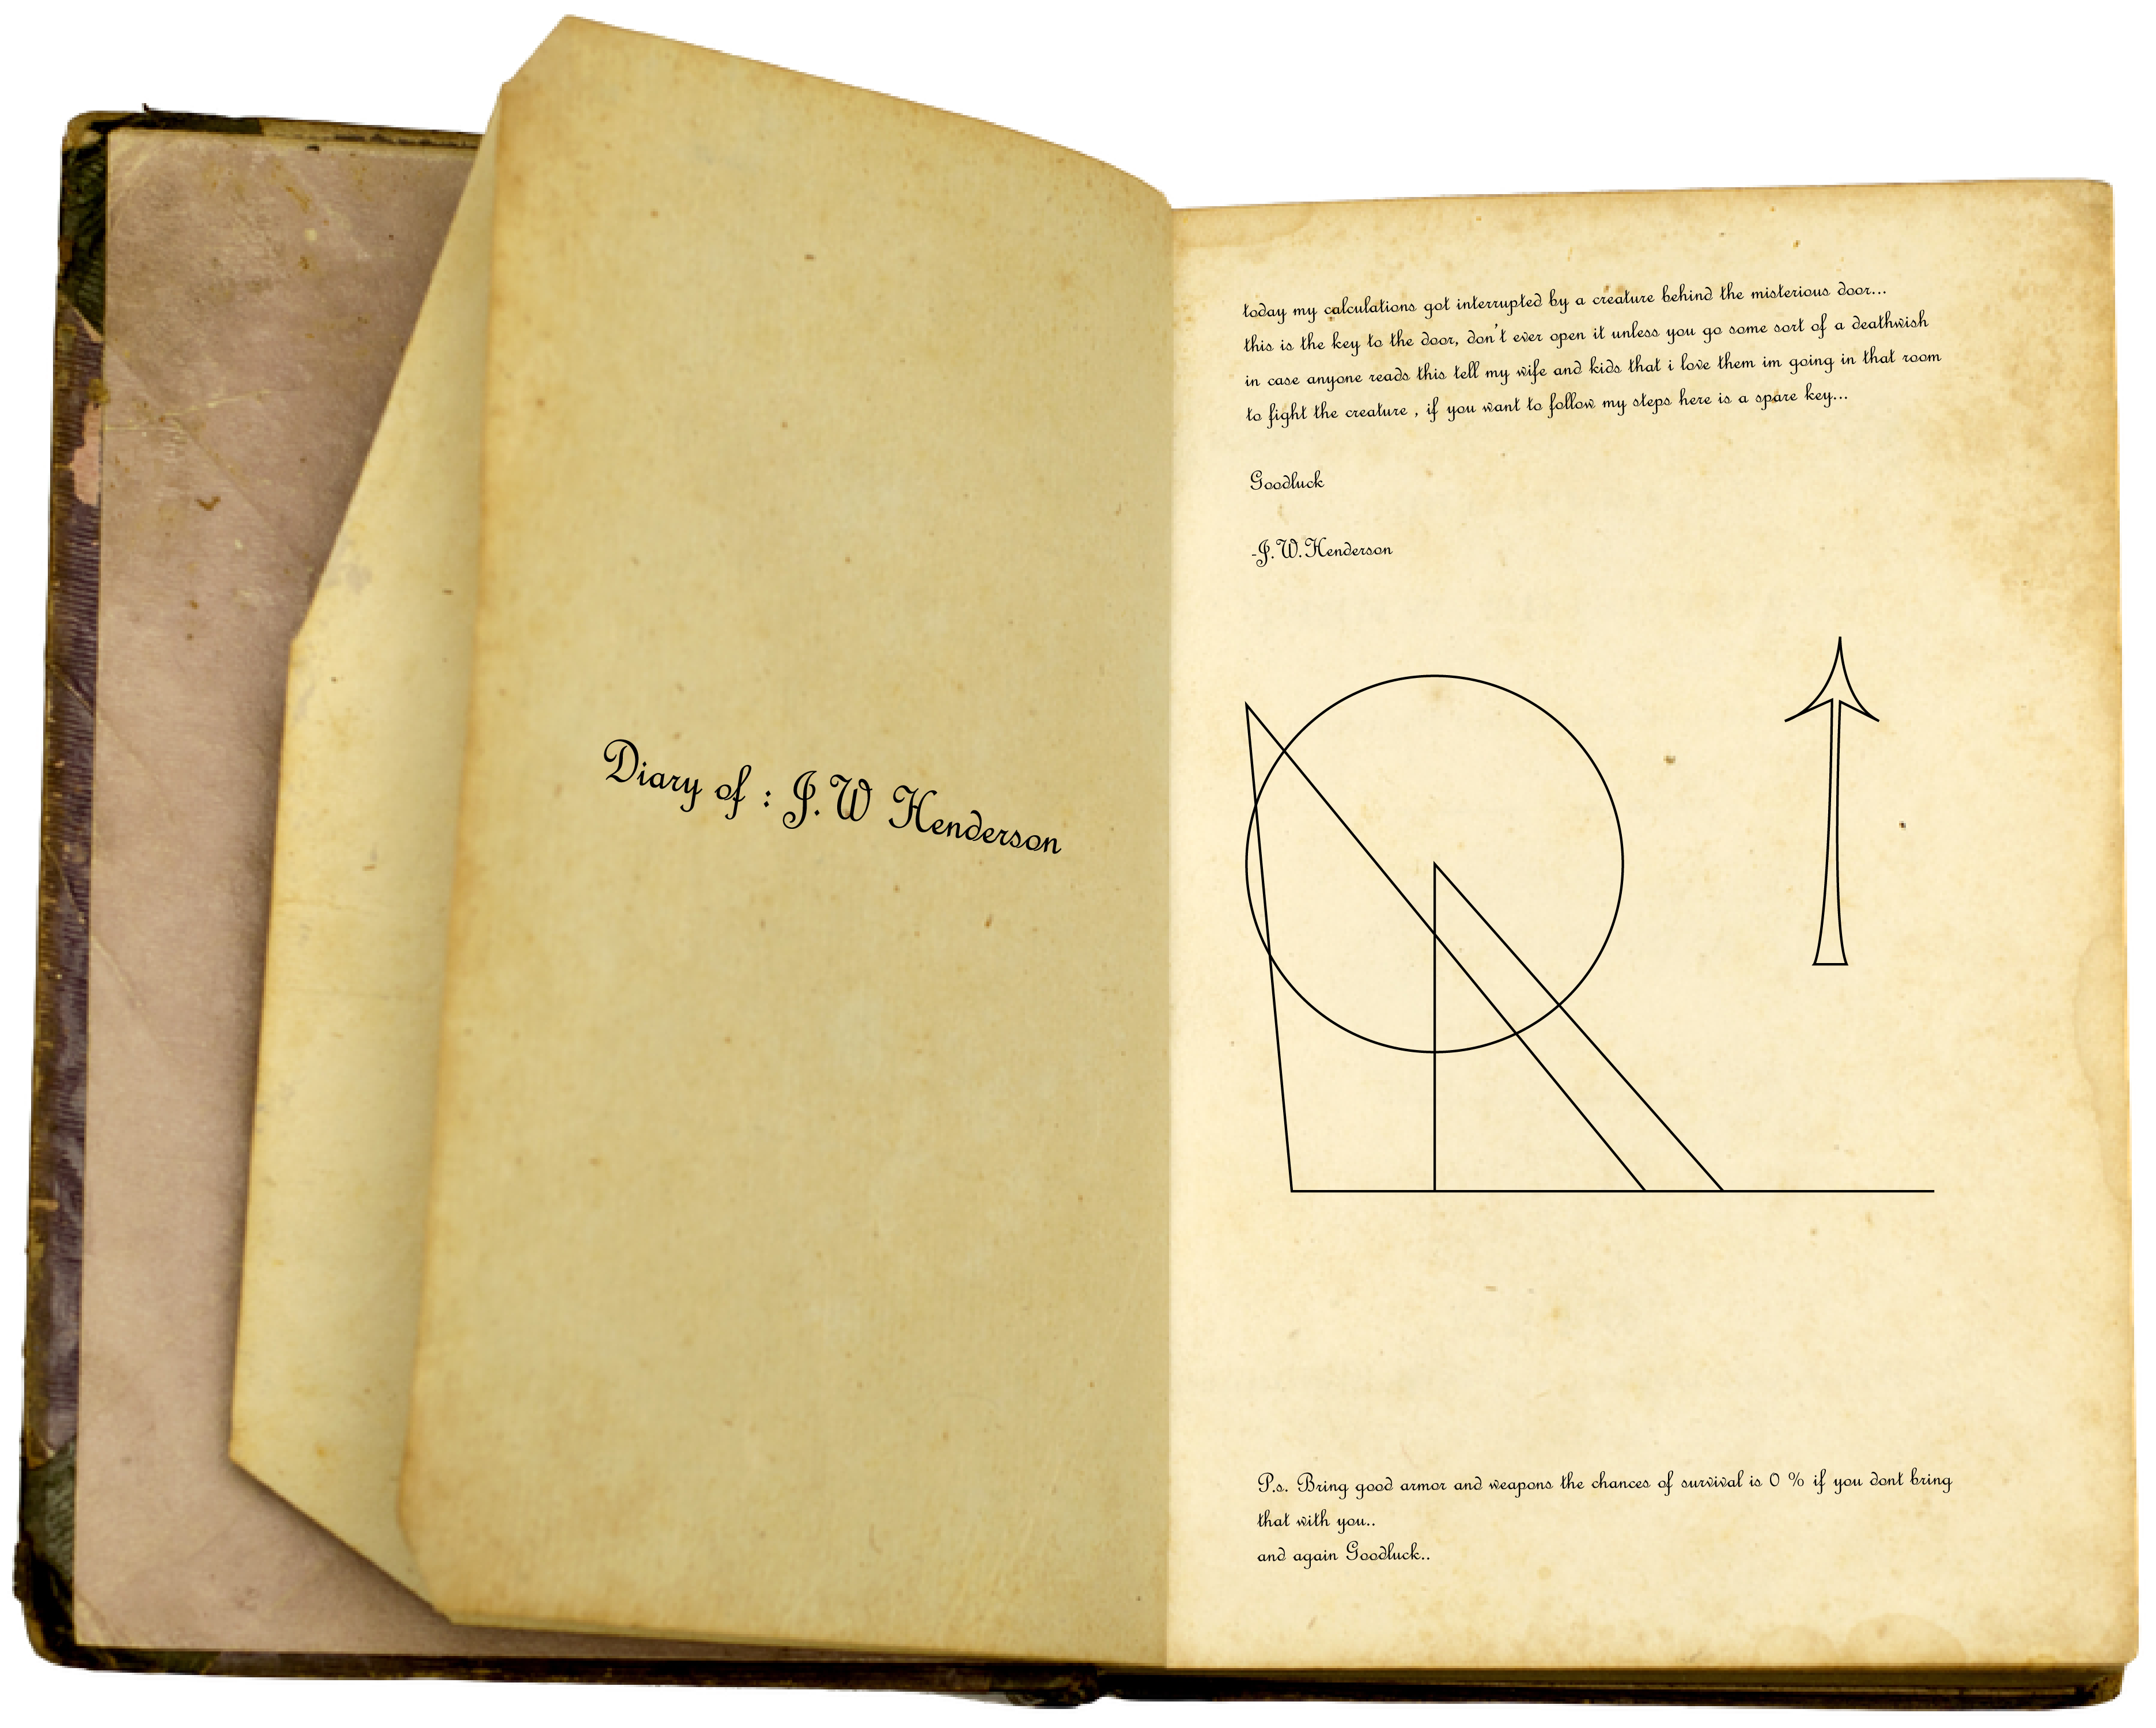 Diary of : J.W Henderson
today my calculations got interrupted by a creature behind the misterious door...
this is the key to the door, don't ever open it unless you go some sort of a deathwish
in case anyone reads this tell my wife and kids that i love them im going in that room
to fight the creature , if you want to follow my steps here is a spare key...
Goodluck
-J.W.Henderson
P.s. Bring good armor and weapons the chances of survival is 0 % if you dont bring
that with you..
and again Goodluck..